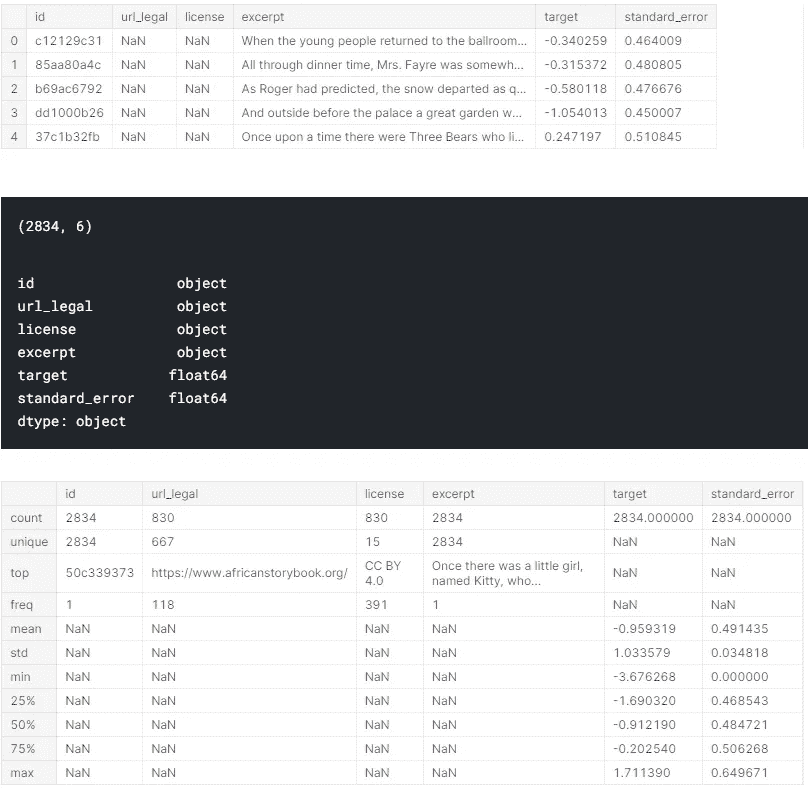 id url_legal license excerpt target standard_error
0 c12129c31 NaN NaN When the young people returned to the ballroom... -0.340259 0.464009
1 85aa80a4c NaN NaN All through dinner time, Mrs. Fayre was somewh... -0.315372 0.480805
2 b69ac6792 NaN NaN As Roger had predicted, the snow departed as q... -0.580118 0.476676
3 dd1000b26 NaN NaN And outside before the palace a great garden w... -1.054013 0.450007
4 37c1b32fb NaN NaN Once upon a time there were Three Bears who li... 0.247197 0.510845
(2834, 6)
id object
url_legal object
license object
excerpt object
target float64
standard_error float64
dtype: object
id url_legal license excerpt target standard_error
count 2834 830 830 2834 2834.000000 2834.000000
unique 2834 667 15 2834 NaN NaN
top 50c339373 https://www.africanstorybook.org/ CC BY 4.0 Once there was a little girl, named Kitty, who... NaN NaN
freq 1 118 391 1 NaN NaN
mean NaN NaN NaN NaN -0.959319 0.491435
std NaN NaN NaN NaN 1.033579 0.034818
min NaN NaN NaN NaN -3.676268 0.000000
25% NaN NaN NaN NaN -1.690320 0.468543
50% NaN NaN NaN NaN -0.912190 0.484721
75% NaN NaN NaN NaN -0.202540 0.506268
max NaN NaN NaN NaN 1.711390 0.649671